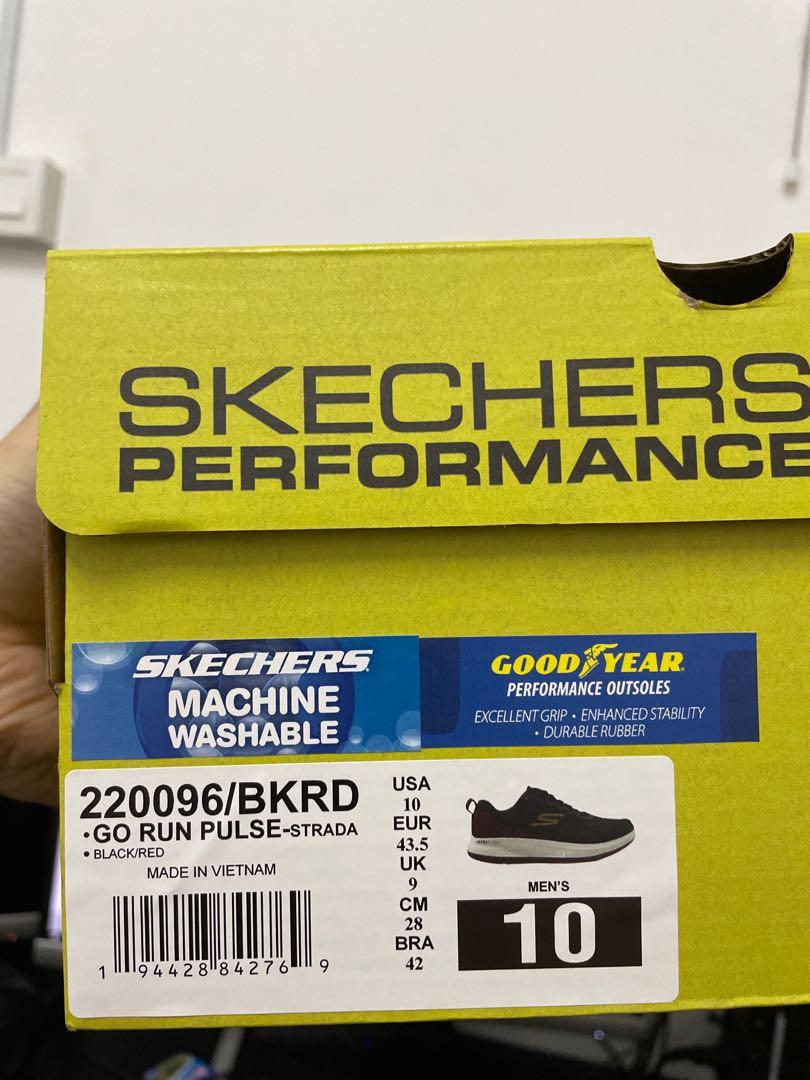 SKECHERS
PERFORMANCE
SKECHERS
MACHINE
WASHABLE
GOODYEAR
PERFORMANCE OUTSOLES
EXCELLENT GRIP • ENHANCED STABILITY
• DURABLE RUBBER
220096/BKRD
•GO RUN PULSE-STRADA
• BLACK/RED
MADE IN VIETNAM
1 94428 84276 9
USA
10
EUR
43.5
UK
9
CM
28
BRA
42
MEN'S
10